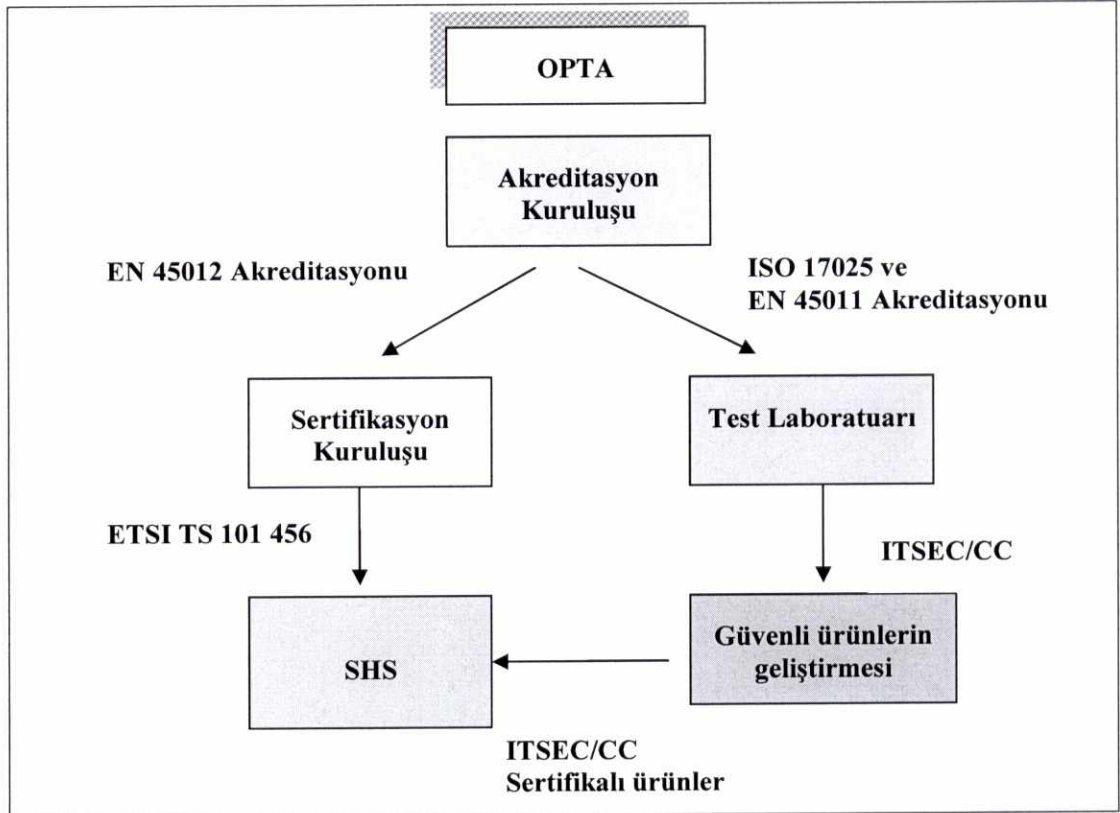 OPTA
Akreditasyon
Kuruluşu
EN 45012 Akreditasyonu
ISO 17025 ve
EN 45011 Akreditasyonu
Sertifikasyon
Kuruluşu
Test Laboratuarı
ETSI TS 101 456
ITSEC/CC
SHS
Güvenli ürünlerin
geliştirmesi
ITSEC/CC
Sertifikalı ürünler